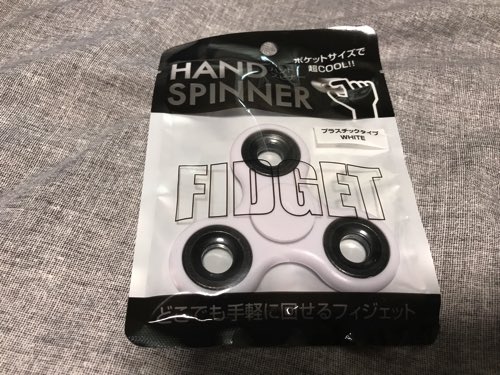 HAND
SPINNER
ポケットサイズで
超COOL!!
プラスチックタイプ
WHITE
FIDGET
どこでも手軽に回せるフィジェット